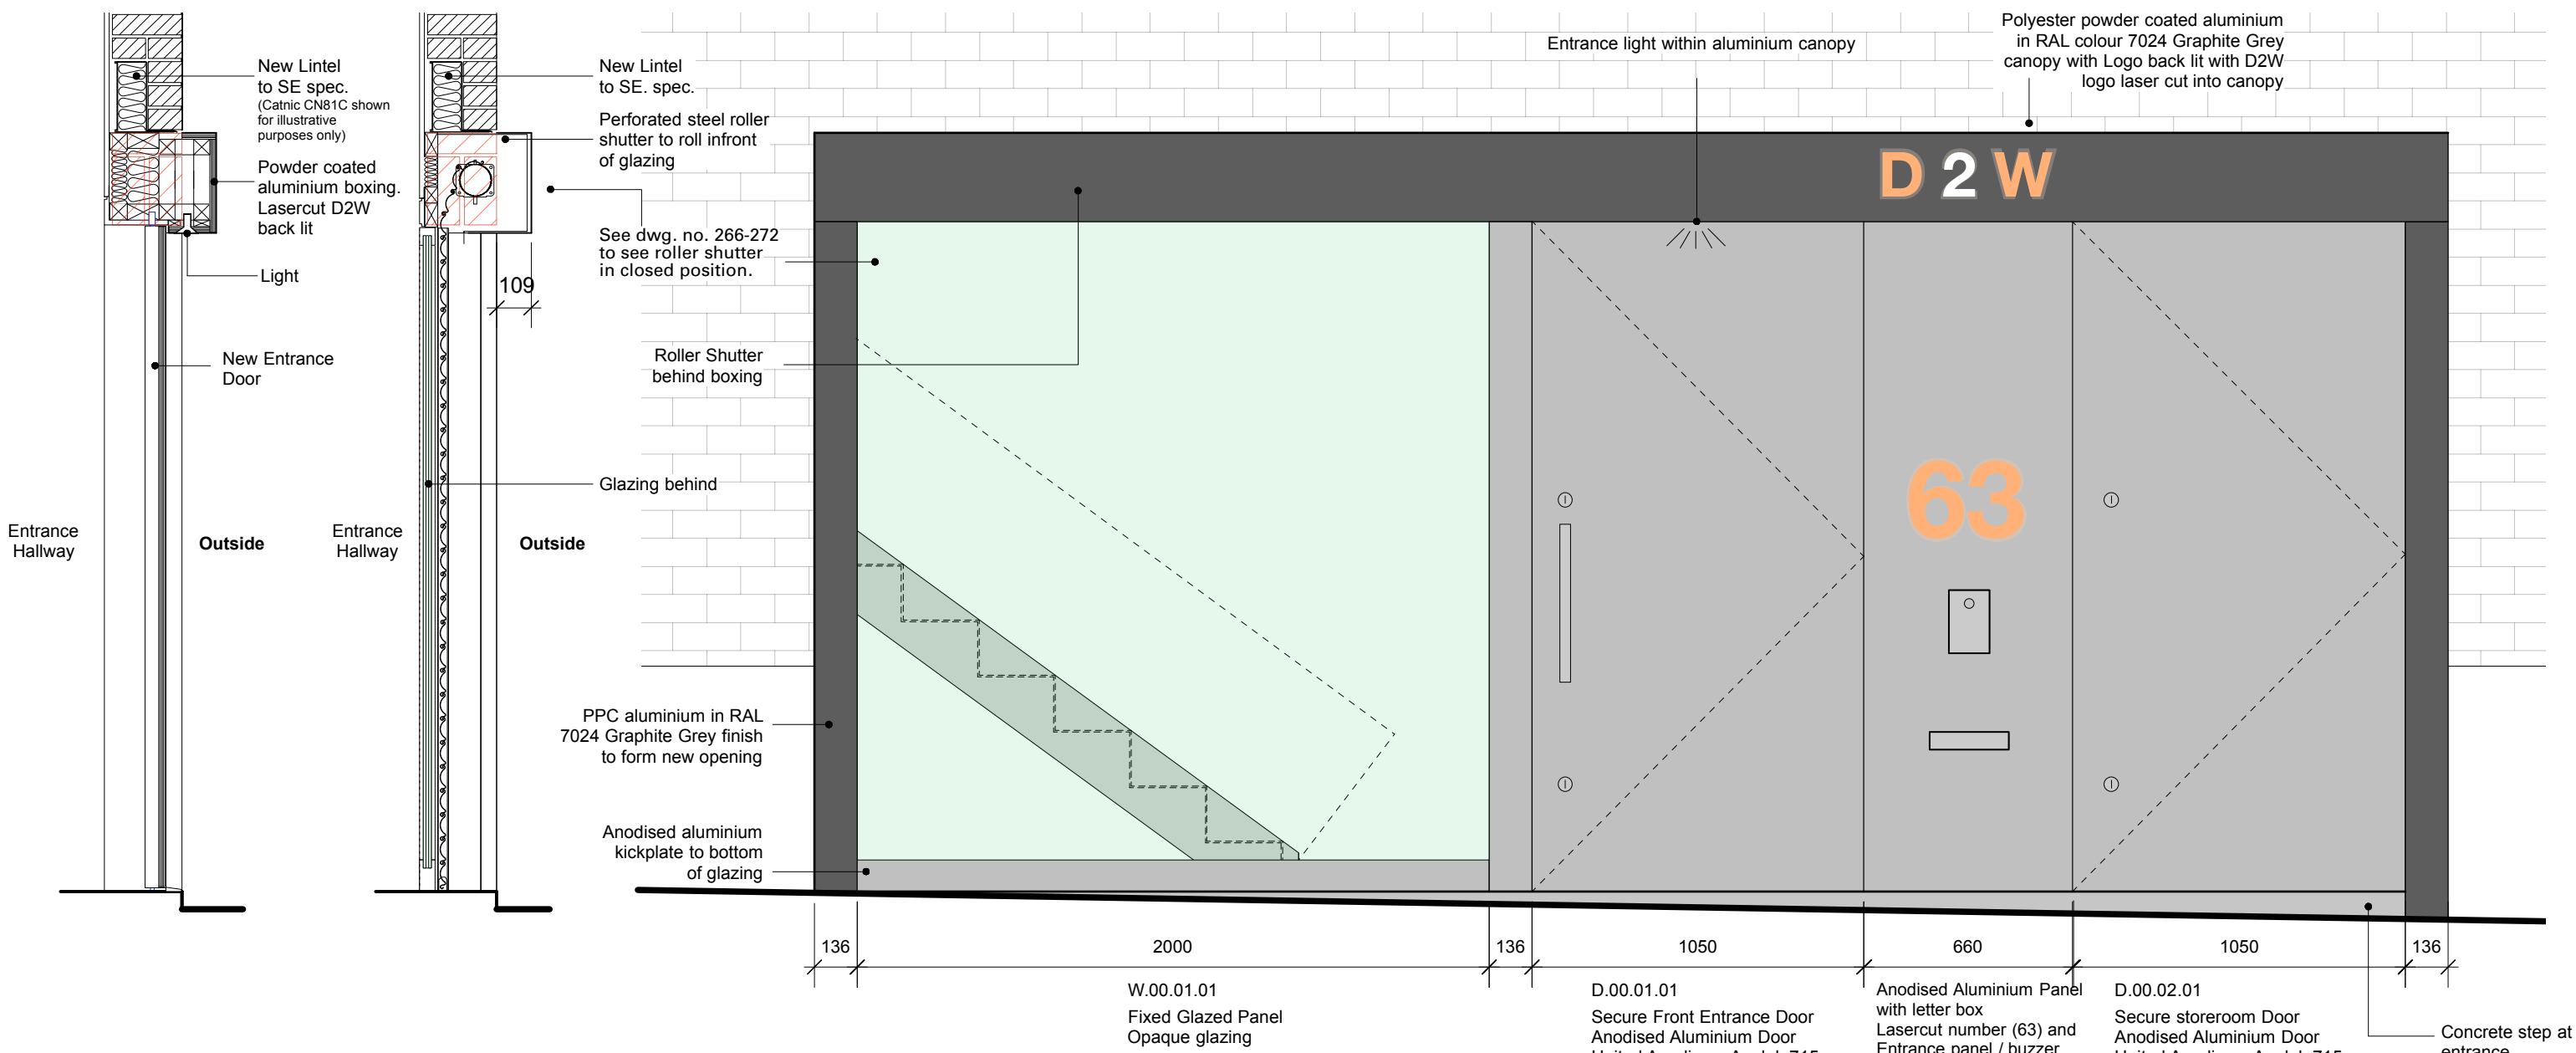 New Lintel
to SE spec.
(Catnic CN81C shown
for illustrative
purposes only)
Powder coated
aluminium boxing.
Lasercut D2W
back lit
Light
New Entrance
Door
Entrance
Hallway
Outside
New Lintel
to SE. spec.
Perforated steel roller
shutter to roll infront
of glazing
See dwg. no. 266-272
to see roller shutter
in closed position.
109
Glazing behind
Entrance
Hallway
Outside
Roller Shutter
behind boxing
PPC aluminium in RAL
7024 Graphite Grey finish
to form new opening
Anodised aluminium
kickplate to bottom
of glazing
Entrance light within aluminium canopy
Polyester powder coated aluminium
in RAL colour 7024 Graphite Grey
canopy with Logo back lit with D2W
logo laser cut into canopy
D 2 W
63
136
2000
136
1050
660
1050
136
W.00.01.01
Fixed Glazed Panel
Opaque glazing
D.00.01.01
Secure Front Entrance Door
Anodised Aluminium Door
Anodised Aluminium Panel
with letter box
Lasercut number (63) and
Entrance panel / buzzer
D.00.02.01
Secure storeroom Door
Anodised Aluminium Door
Concrete step at
entrance